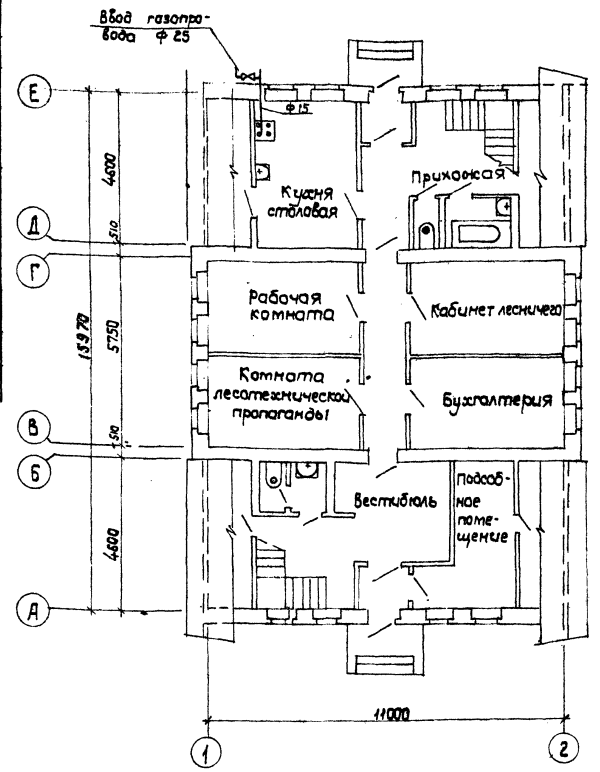 Ввод газопро-
вода ф 25
ф 15
Е
Д
Г
В
Б
А
4600
510
5750
510
4600
15970
Кухня
столовая
Прихожая
Рабочая
комната
Кабинет лесничего
Комната
лесотехнической
пропаганды
Бухгалтерия
Вестибюль
Подсоб-
ное
поме-
щение
11000
1
2